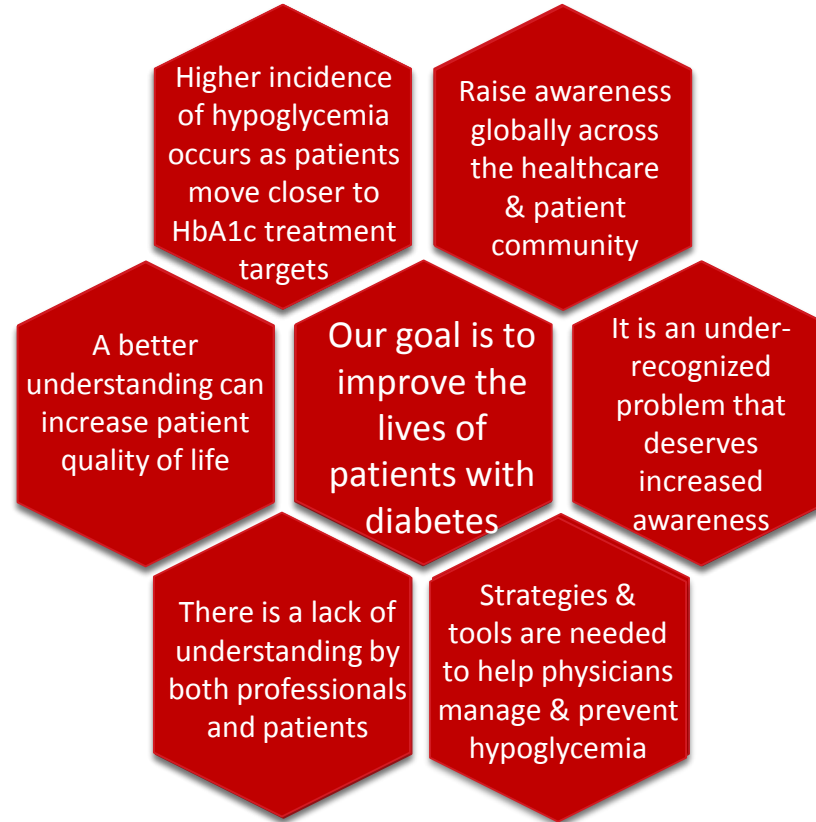 Higher incidence
of hypoglycemia
occurs as patients
move closer to
HbA1c treatment
targets
Raise awareness
globally across
the healthcare
& patient
community
A better
understanding can
increase patient
quality of life
Our goal is to
improve the
lives of
patients with
diabetes
It is an under-
recognized
problem that
deserves
increased
awareness
There is a lack of
understanding by
both professionals
and patients
Strategies &
tools are needed
to help physicians
manage & prevent
hypoglycemia